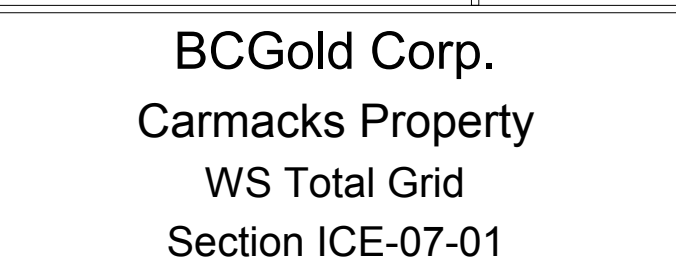 BCGold Corp.
Carmacks Property
WS Total Grid
Section ICE-07-01